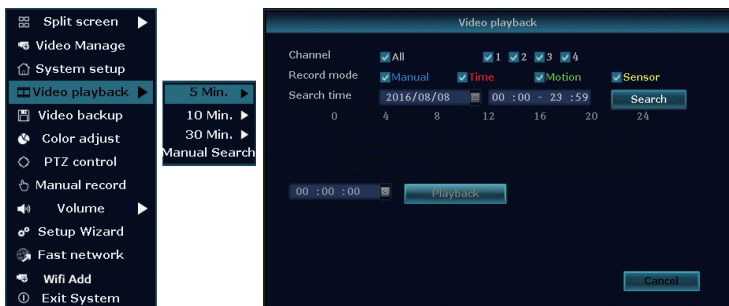 Split screen
Video Manage
System setup
Video playback
Video backup
Color adjust
PTZ control
Manual record
Volume
Setup Wizard
Fast network
Wifi Add
Exit System
5 Min.
10 Min.
30 Min.
Manual Search
Video playback
Channel All 1 2 3 4
Record mode Manual Time Motion Sensor
Search time 2016/08/08 00 :00 - 23 :59 Search
0 4 8 12 16 20 24
00 :00 :00 Playback
Cancel